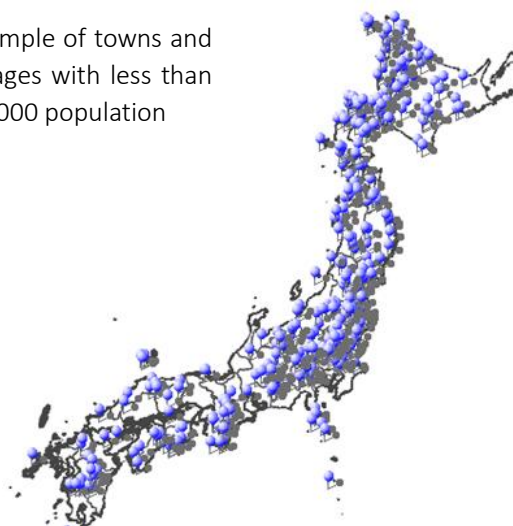 mple of towns and
ages with less than
000 population